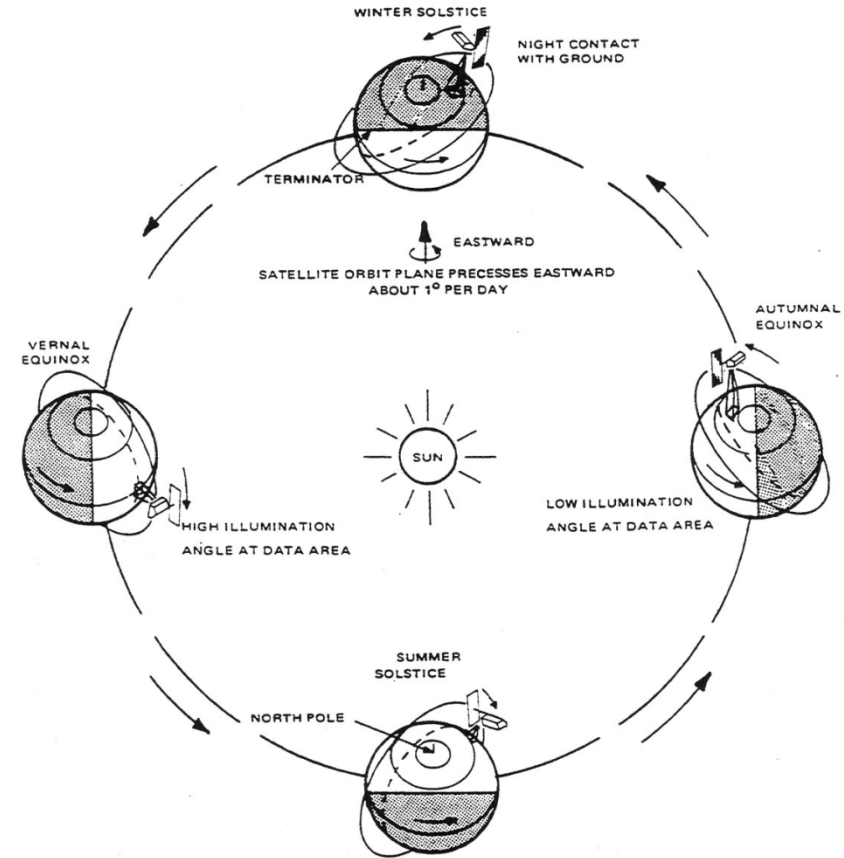 WINTER SOLSTICE
NIGHT CONTACT
WITH GROUND
TERMINATOR
EASTWARD
SATELLITE ORBIT PLANE PRECESSES EASTWARD
ABOUT 1° PER DAY
AUTUMNAL
EQUINOX
VERNAL
EQUINOX
SUN
HIGH ILLUMINATION
ANGLE AT DATA AREA
LOW ILLUMINATION
ANGLE AT DATA AREA
SUMMER
SOLSTICE
NORTH POLE